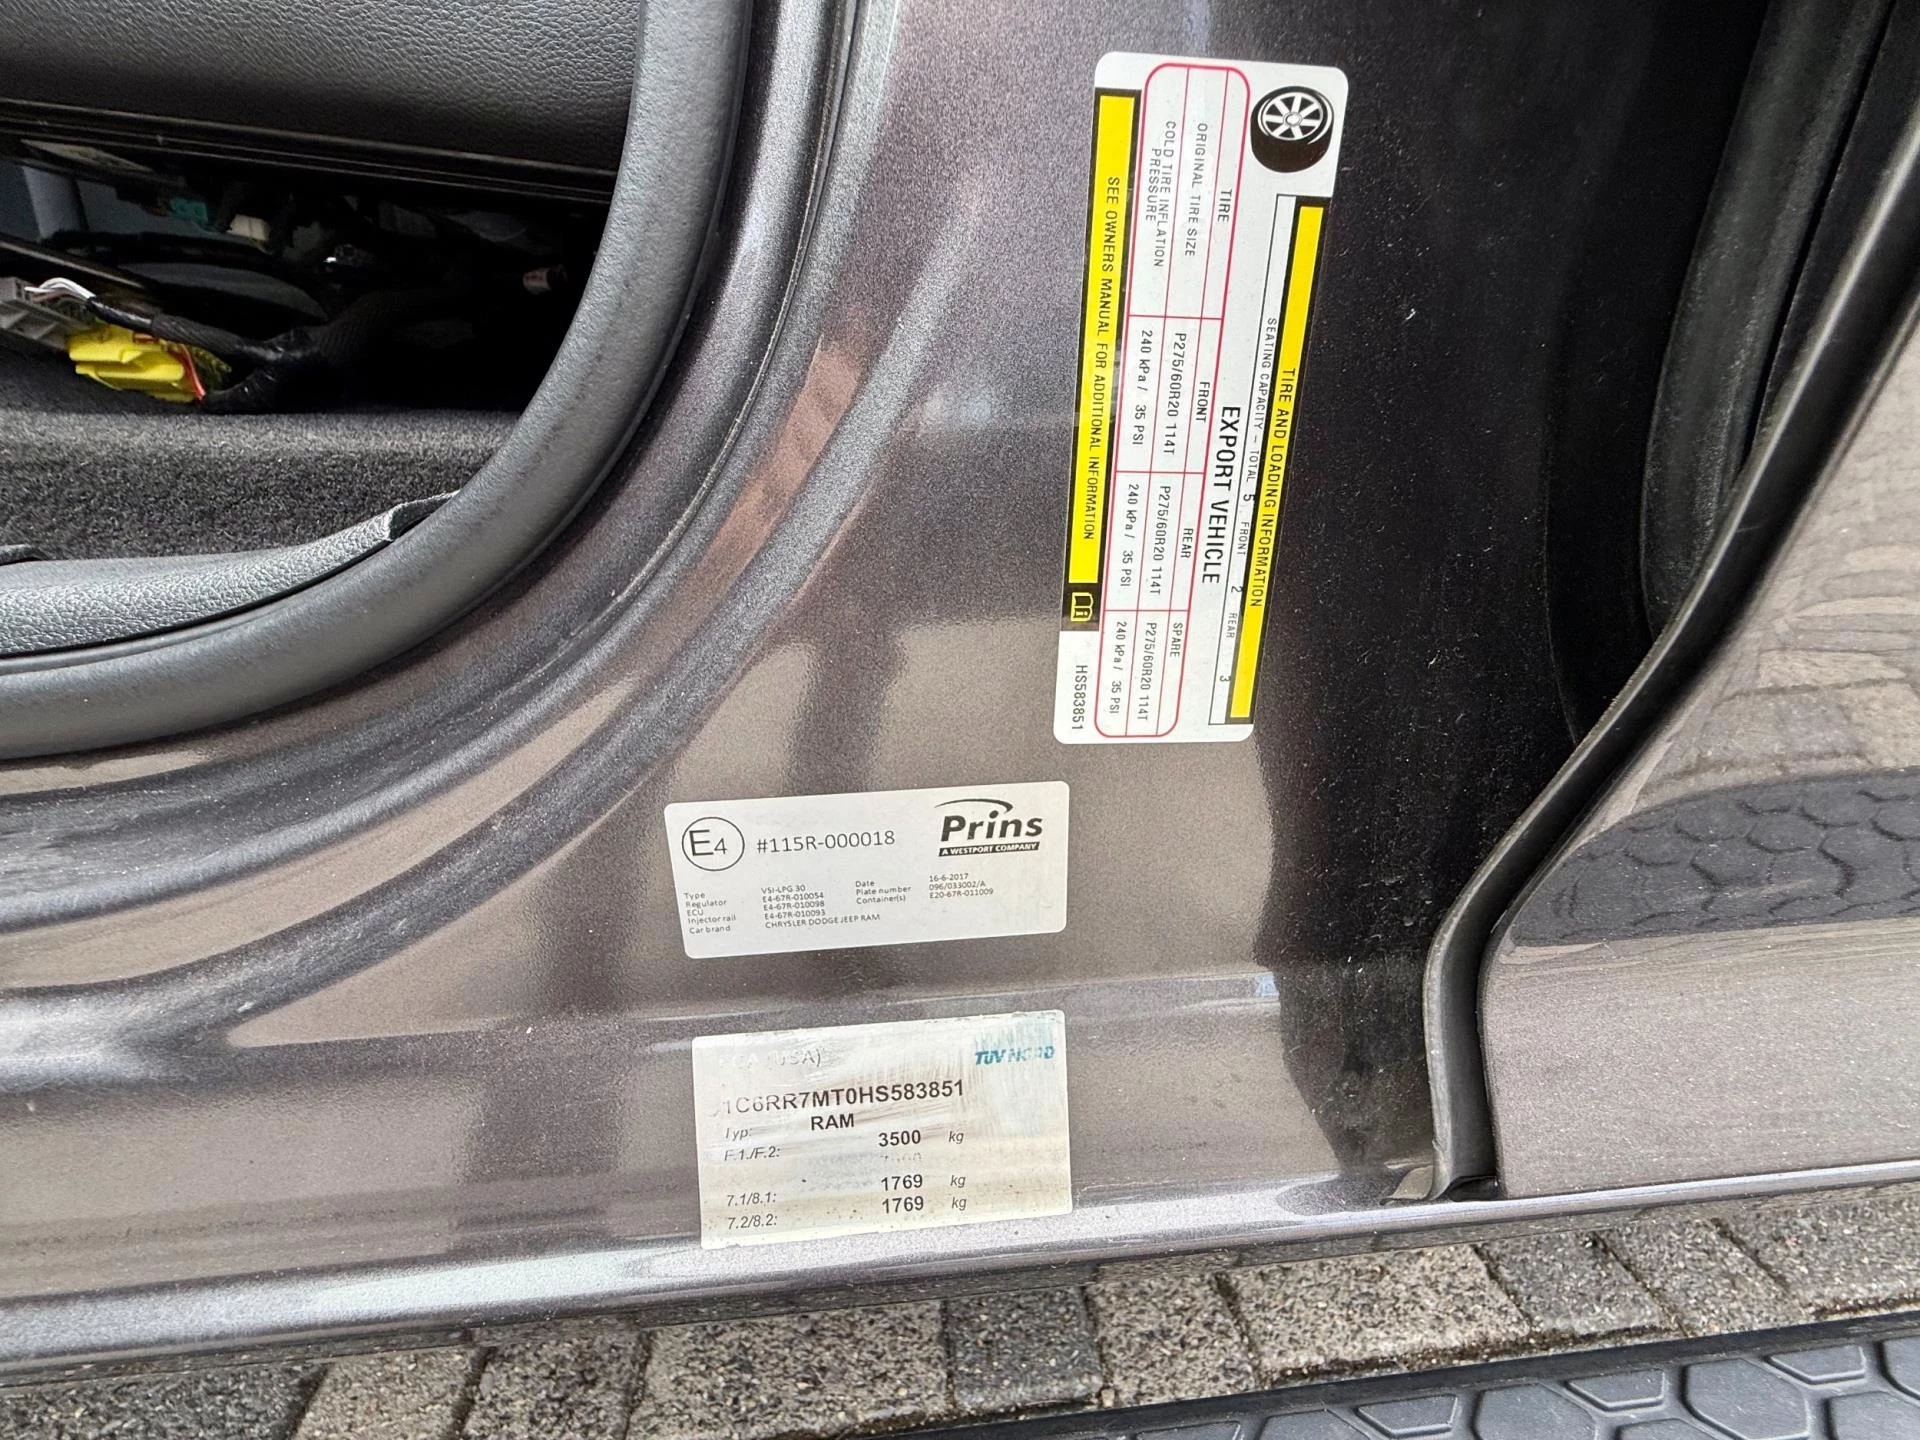 TIRE AND LOADING INFORMATION
SEATING CAPACITY – TOTAL 5 FRONT 2 REAR 3
EXPORT VEHICLE
TIRE FRONT REAR SPARE
ORIGINAL TIRE SIZE P275/60R20 114T P275/60R20 114T P275/60R20 114T
COLD TIRE INFLATION PRESSURE 240 kPa / 35 PSI 240 kPa / 35 PSI 240 kPa / 35 PSI
SEE OWNERS MANUAL FOR ADDITIONAL INFORMATION
HS583851
E4 #115R-000018 Prins
A WESTPORT COMPANY
Type VSI-LPG 30 Date 16-6-2017
Regulator E4-67R-010054 Plate number 096/033002/A
ECU E4-67R-010098 Container(s) E20-67R-011009
Injector rail E4-67R-010093
Car brand CHRYSLER DODGE JEEP RAM
USA) TÜV NORD
1C6RR7MT0HS583851
Typ: RAM
F.1./F.2: 3500 kg
7.1/8.1: 1769 kg
7.2/8.2: 1769 kg